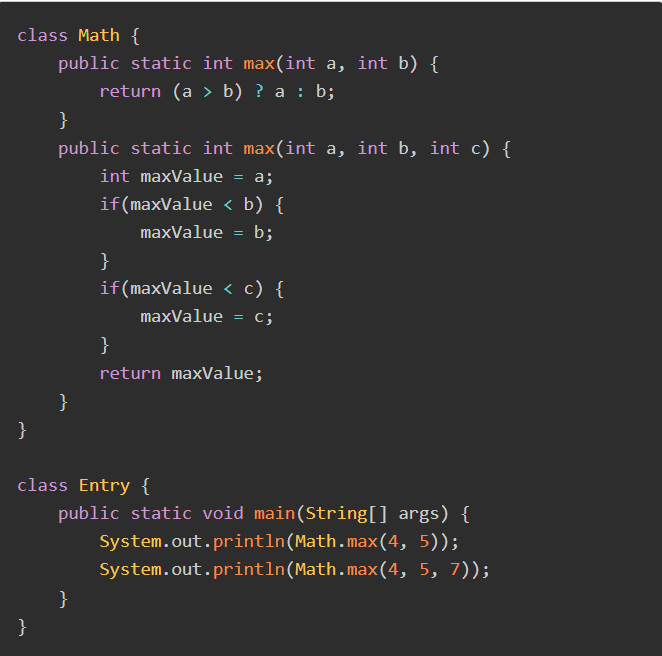 class Math {
    public static int max(int a, int b) {
        return (a > b) ? a : b;
    }
    public static int max(int a, int b, int c) {
        int maxValue = a;
        if(maxValue < b) {
            maxValue = b;
        }
        if(maxValue < c) {
            maxValue = c;
        }
        return maxValue;
    }
}

class Entry {
    public static void main(String[] args) {
        System.out.println(Math.max(4, 5));
        System.out.println(Math.max(4, 5, 7));
    }
}